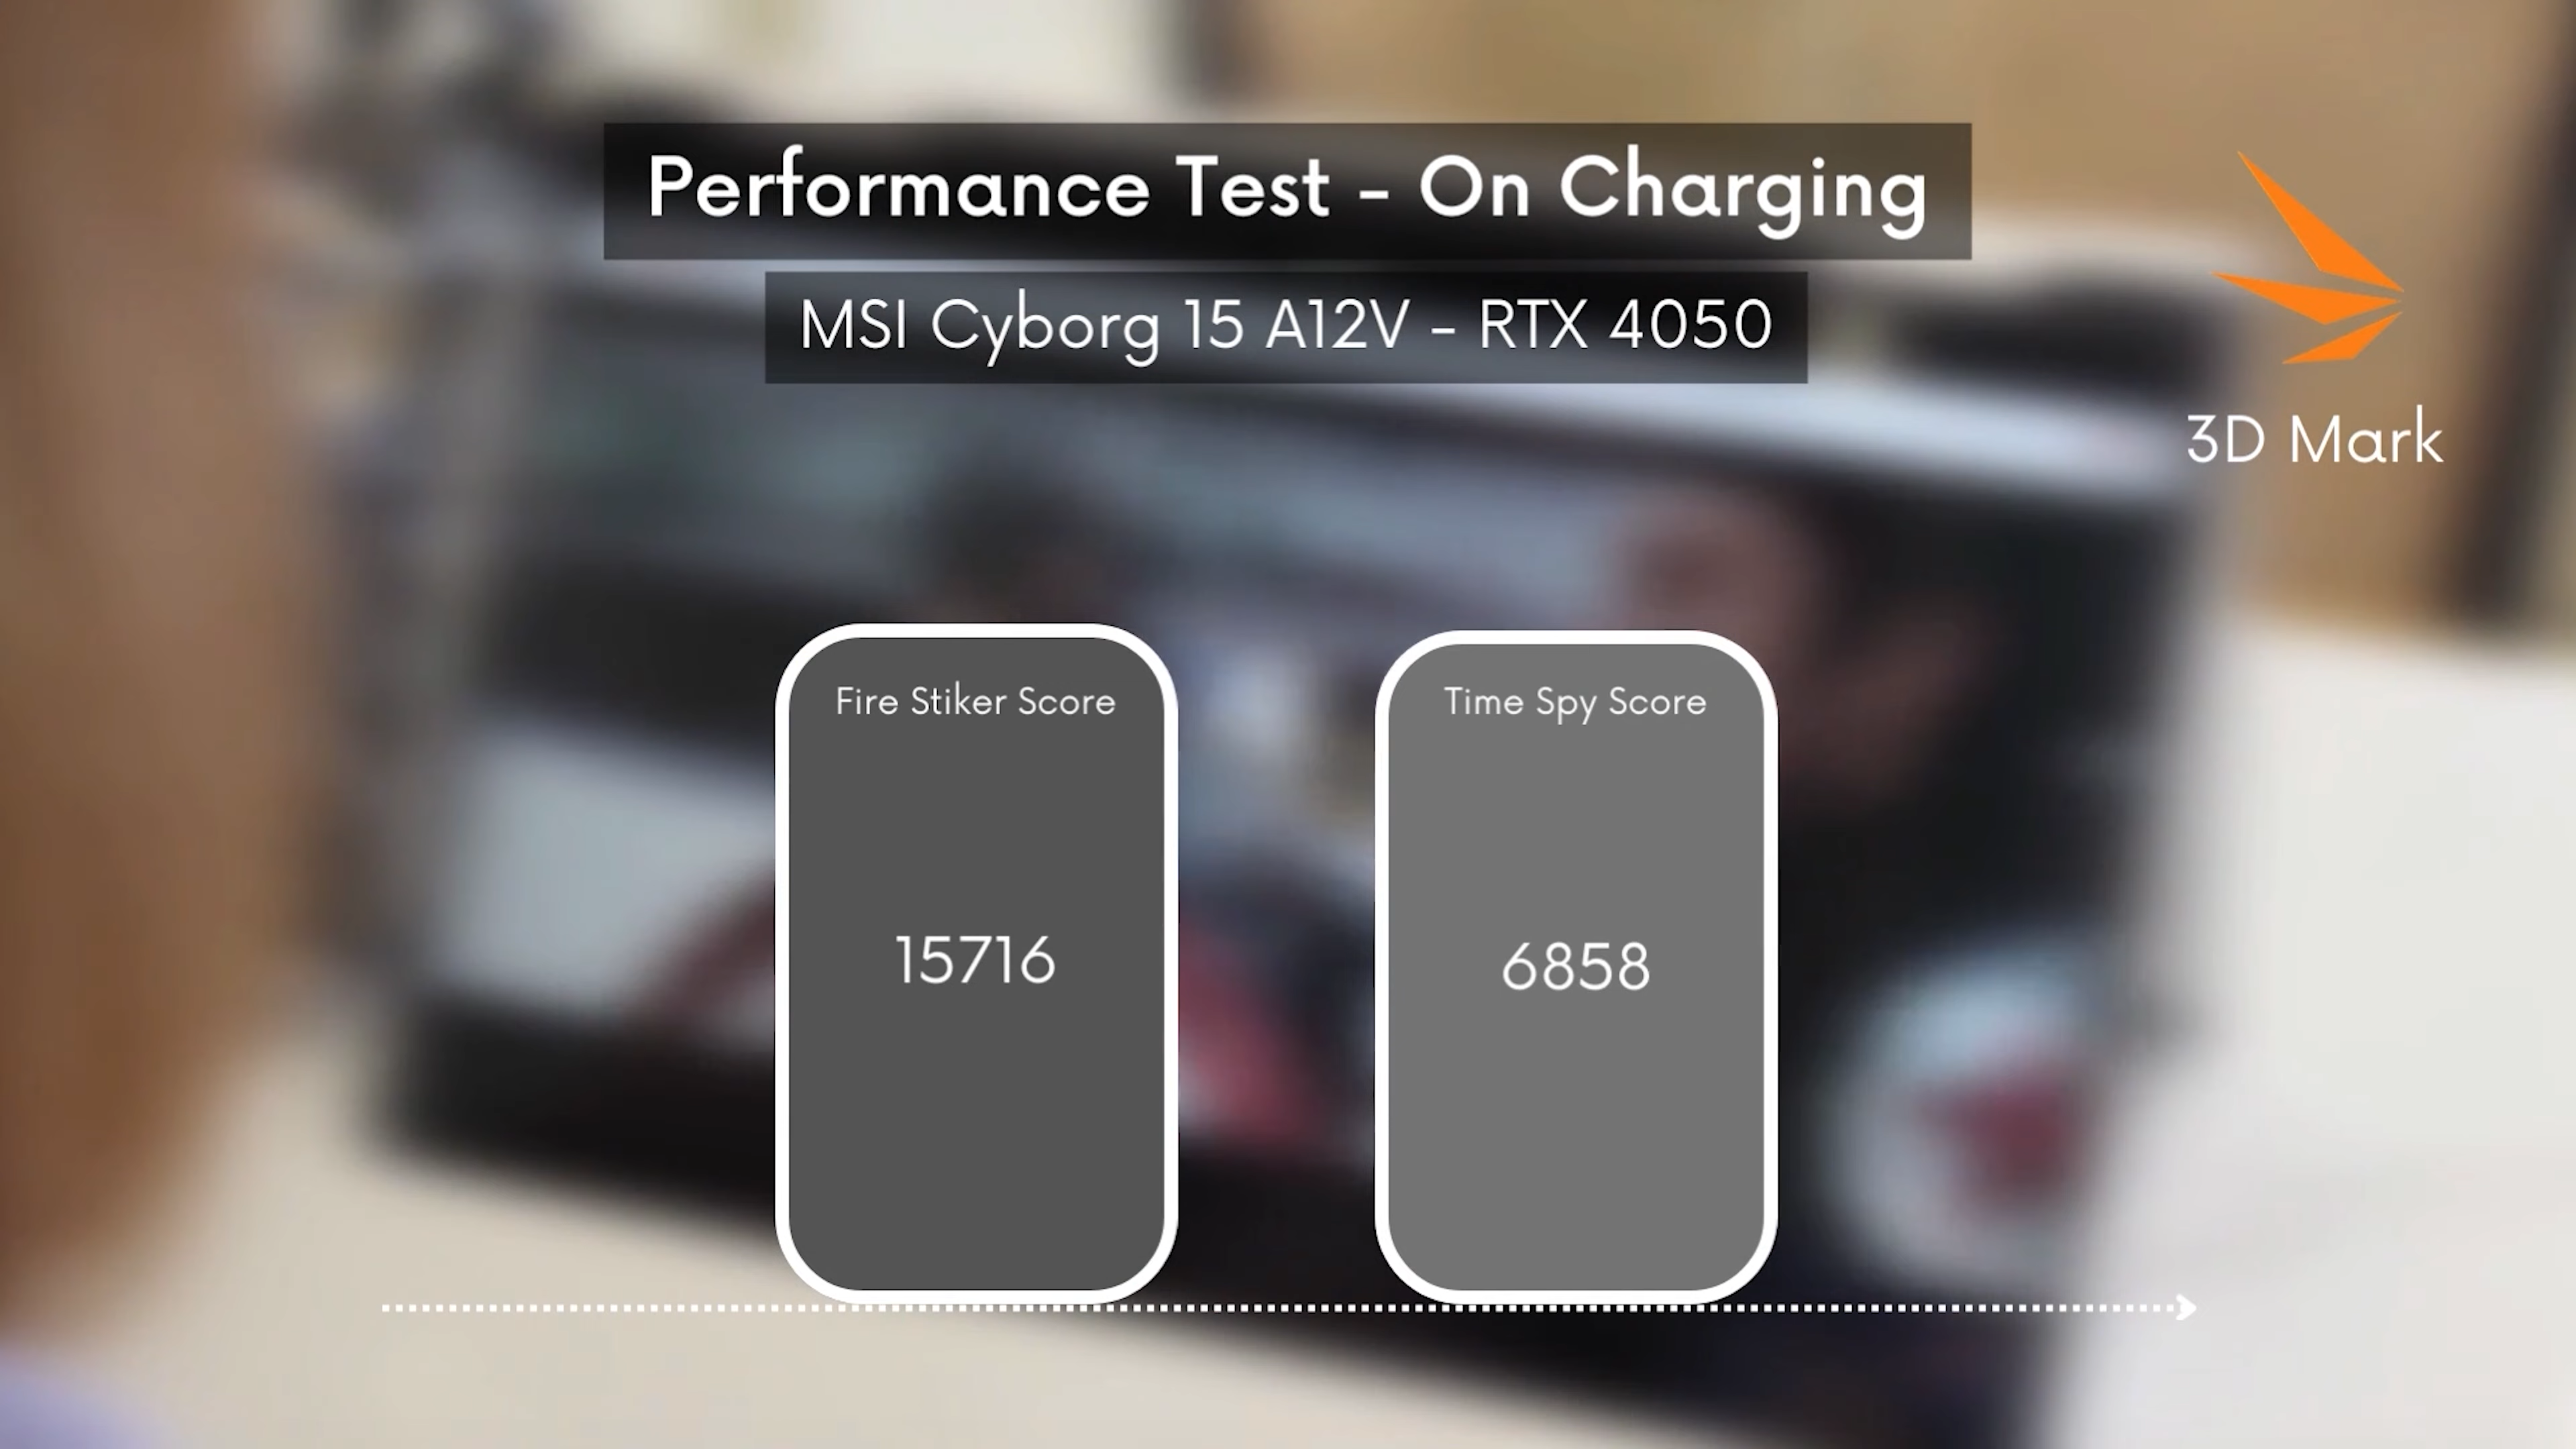 Performance Test - On Charging
MSI Cyborg 15 A12V - RTX 4050
3D Mark
Fire Stiker Score
Time Spy Score
15716
6858